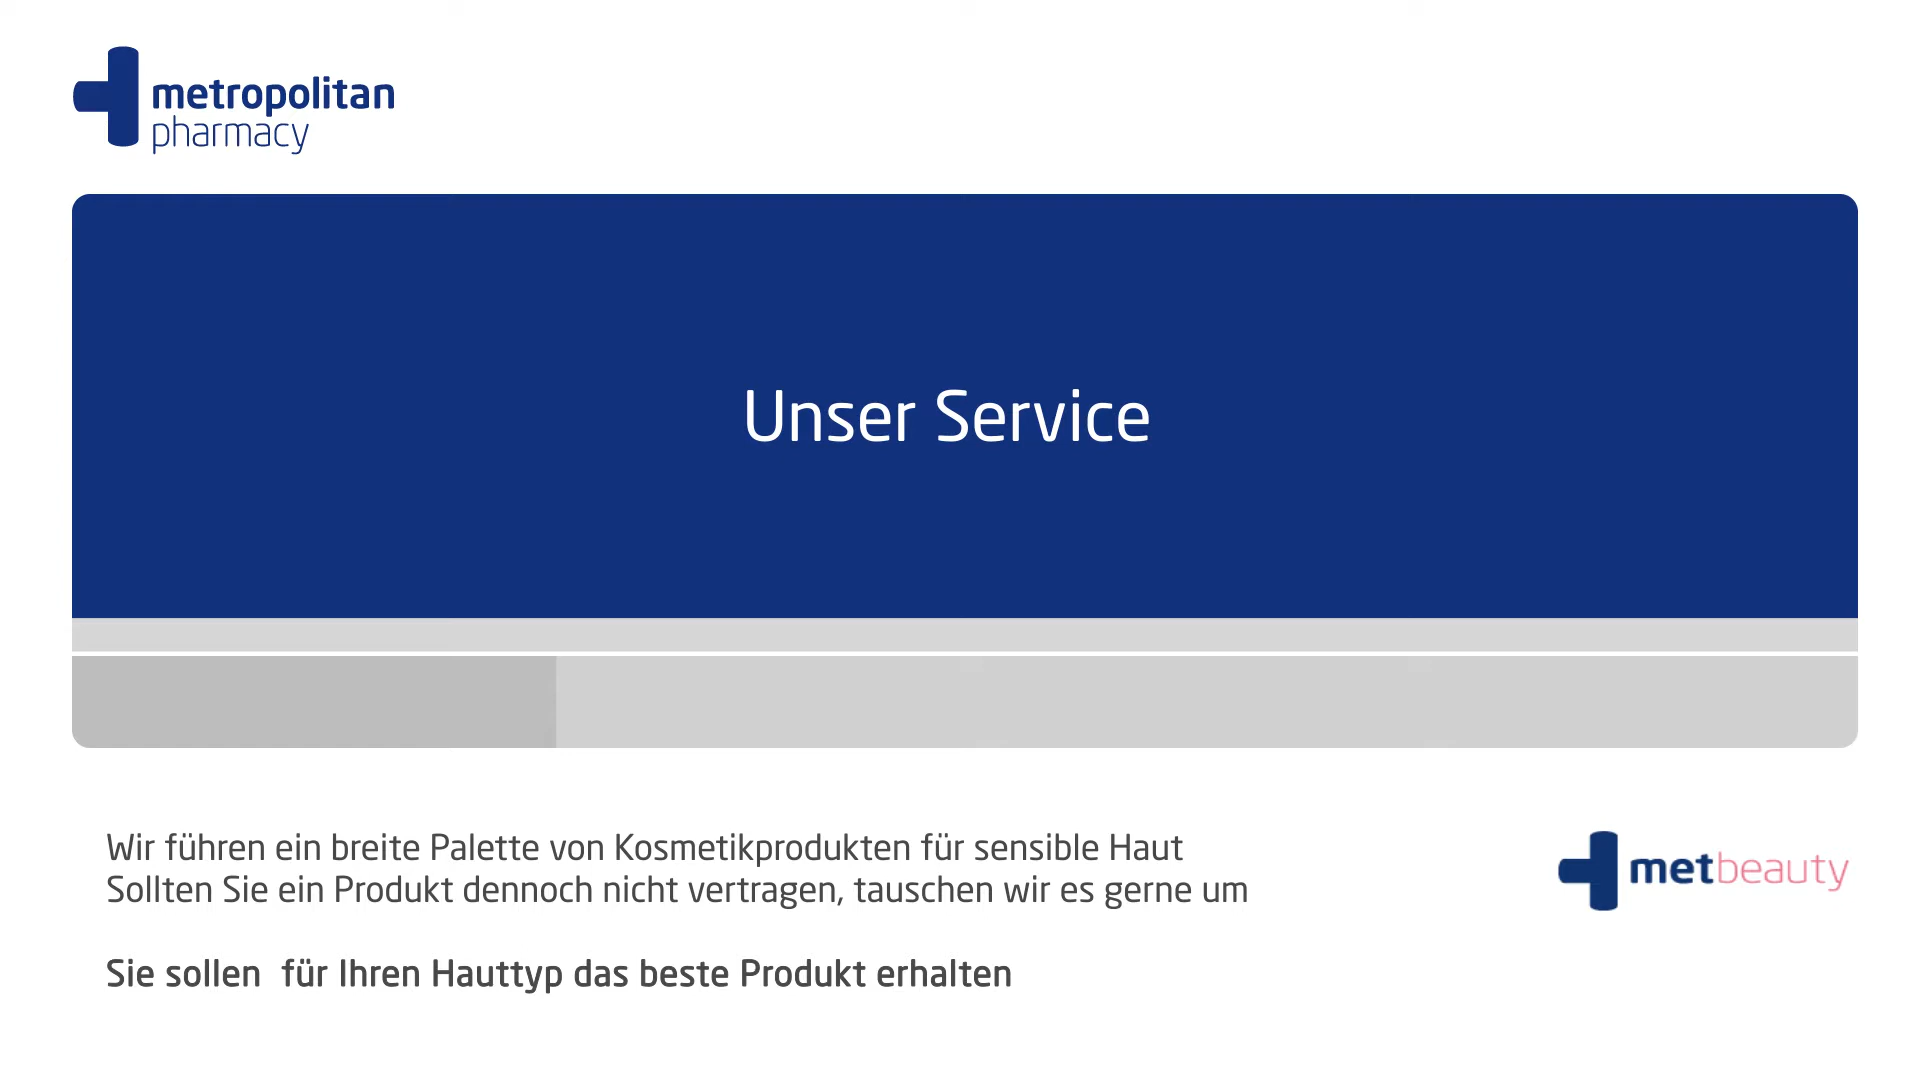 metropolitan
pharmacy
Unser Service
Wir führen ein breite Palette von Kosmetikprodukten für sensible Haut
Sollten Sie ein Produkt dennoch nicht vertragen, tauschen wir es gerne um
metbeauty
Sie sollen  für Ihren Hauttyp das beste Produkt erhalten